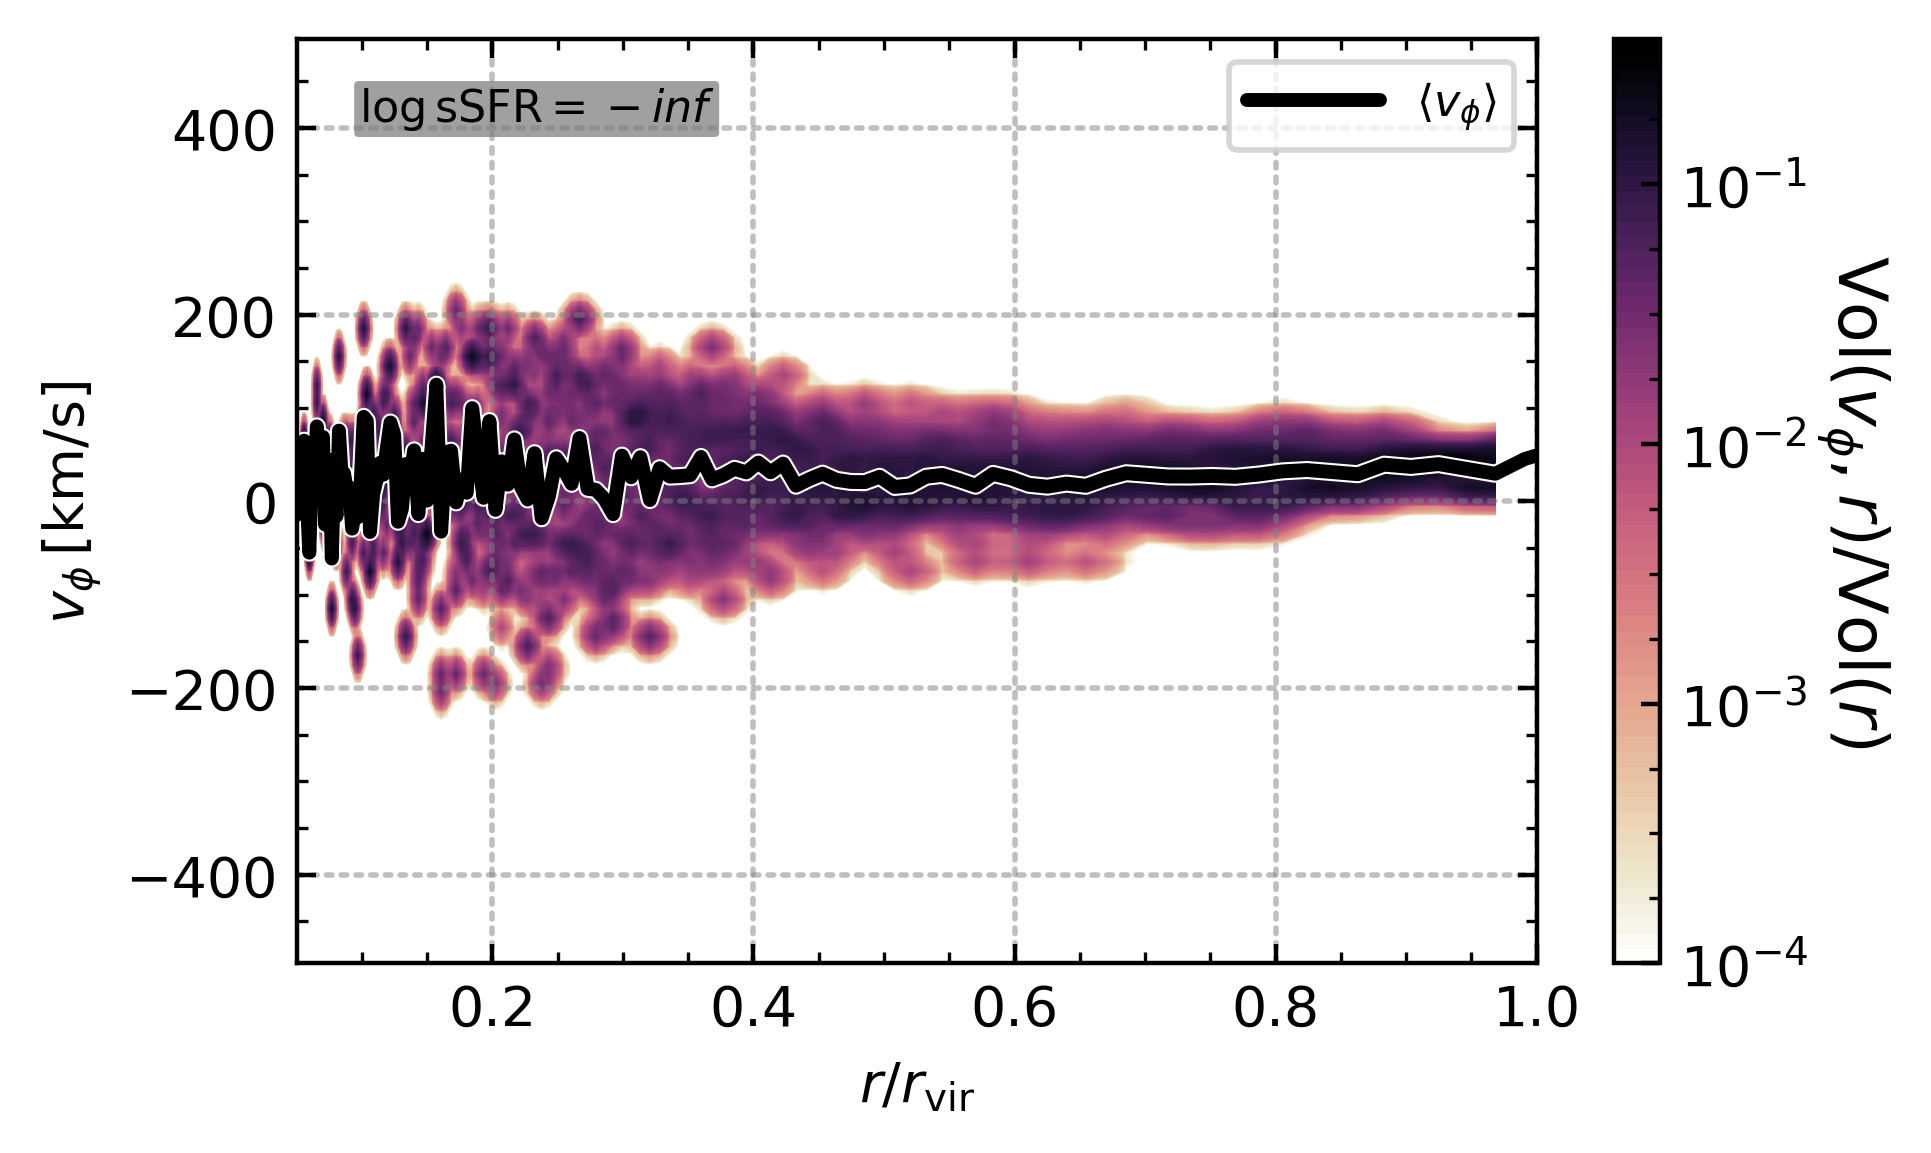 log sSFR = −inf
⟨v_ϕ⟩
400
200
0
−200
−400
v_ϕ [km/s]
0.2 0.4 0.6 0.8 1.0
r/r_vir
10⁻¹
10⁻²
10⁻³
10⁻⁴
Vol(v_ϕ, r)/Vol(r)